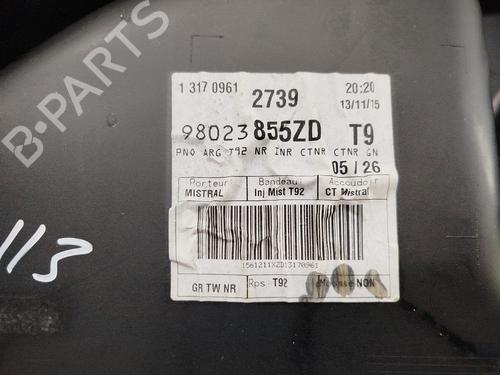 B-PARTS
1 317 0961 20:20
2739 13/11/15
98023 855ZD T9
PNO ARG T92 NR INR CTNR CTNR GN
05 / 26
Porteur Bandeau Accoudoir
MISTRAL Inj Mist T92 CT Mistral
1561211XZD13170961
GR TW NR Rps T92 Mousse NON
113